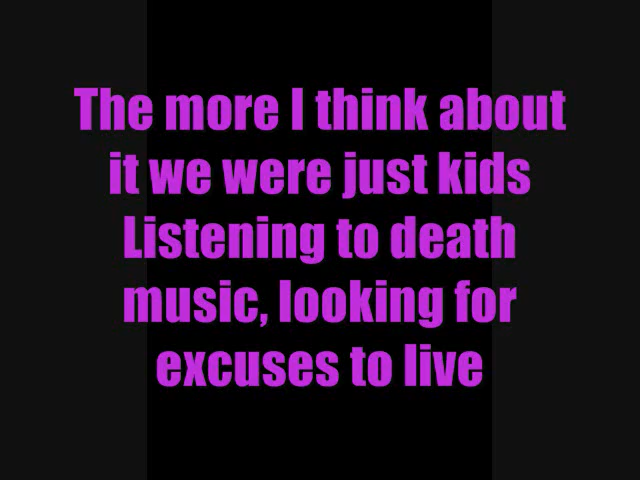 The more I think about
it we were just kids
Listening to death
music, looking for
excuses to live